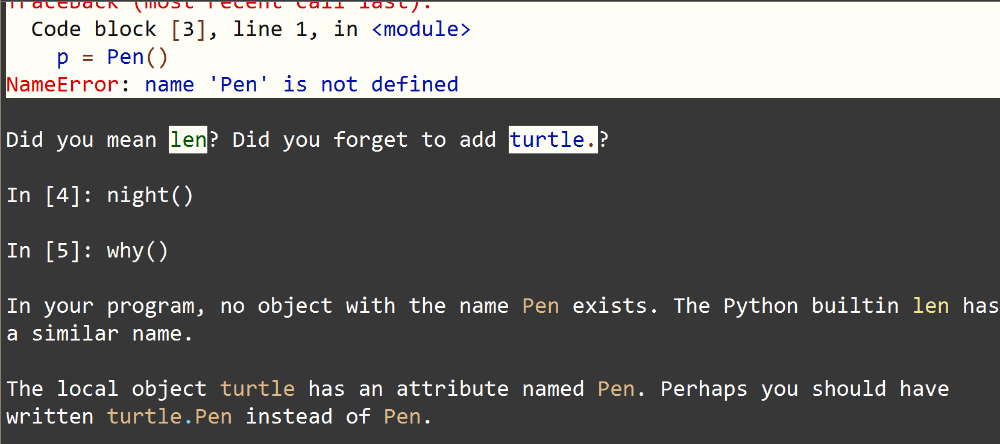 Traceback (most recent call last):
Code block [3], line 1, in <module>
p = Pen()
NameError: name 'Pen' is not defined
Did you mean len? Did you forget to add turtle.?
In [4]: night()
In [5]: why()
In your program, no object with the name Pen exists. The Python builtin len has
a similar name.
The local object turtle has an attribute named Pen. Perhaps you should have
written turtle.Pen instead of Pen.